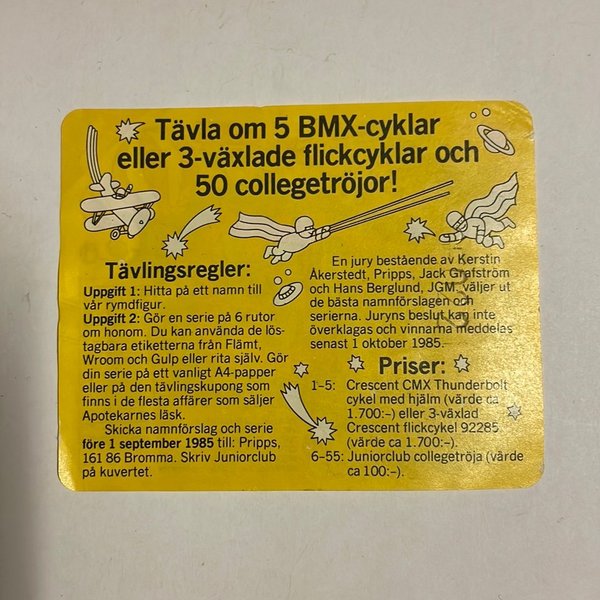 Tävla om 5 BMX-cyklar
eller 3-växlade flickcyklar och
50 collegetröjor!
Tävlingsregler:
Uppgift 1: Hitta på ett namn till
vår rymdfigur.
Uppgift 2: Gör en serie på 6 rutor
om honom. Du kan använda de lös-
tagbara etiketterna från Flämt,
Wroom och Gulp eller rita själv. Gör
din serie på ett vanligt A4-papper
eller på den tävlingskupong som
finns i de flesta affärer som säljer
Apotekarnes läsk.
Skicka namnförslag och serie
före 1 september 1985 till: Pripps,
161 86 Bromma. Skriv Juniorclub
på kuvertet.
En jury bestående av Kerstin
Åkerstedt, Pripps, Jack Grafström
och Hans Berglund, JGM, väljer ut
de bästa namnförslagen och
serierna. Juryns beslut kan inte
överklagas och vinnarna meddeles
senast 1 oktober 1985.
Priser:
1–5: Crescent CMX Thunderbolt
cykel med hjälm (värde ca
1.700:–) eller 3-växlad
Crescent flickcykel 92285
(värde ca 1.700:–).
6–55: Juniorclub collegetröja (värde
ca 100:–).